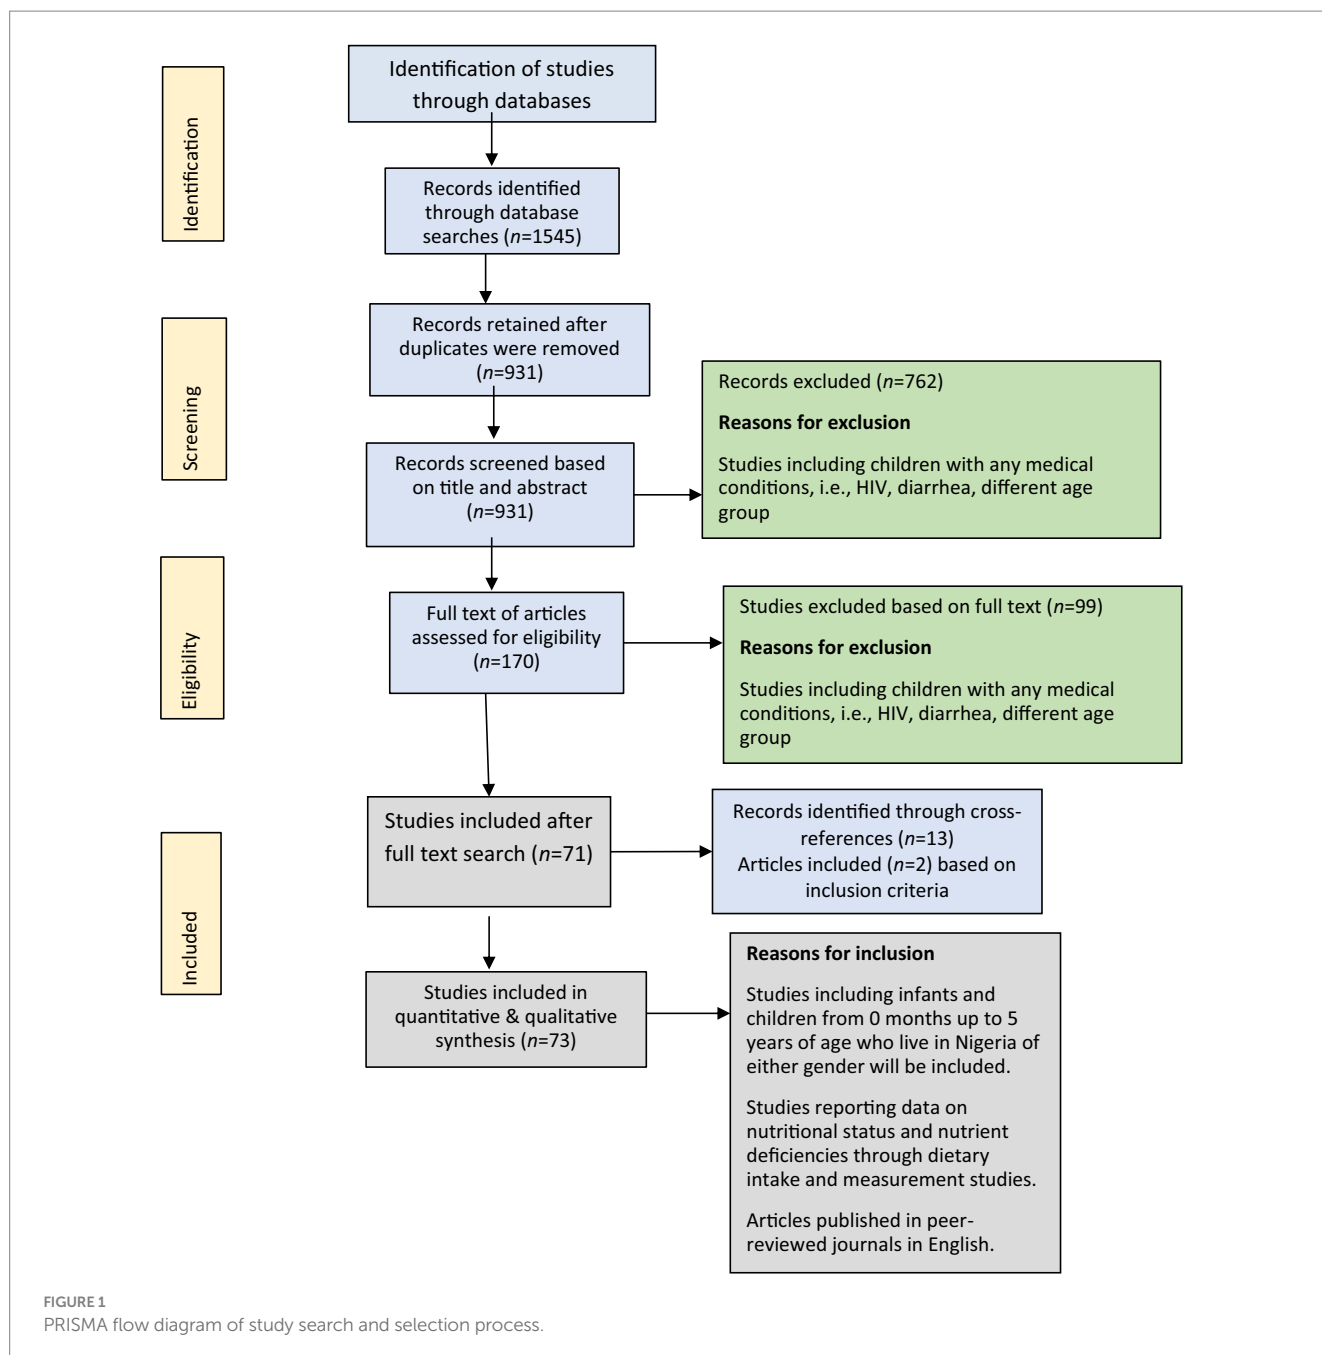 Identification of studies
through databases
Identification
Records identified
through database
searches (n=1545)
Records retained after
duplicates were removed
(n=931)
Screening
Records screened based
on title and abstract
(n=931)
Records excluded (n=762)
Reasons for exclusion
Studies including children with any medical
conditions, i.e., HIV, diarrhea, different age
group
Eligibility
Full text of articles
assessed for eligibility
(n=170)
Studies excluded based on full text (n=99)
Reasons for exclusion
Studies including children with any medical
conditions, i.e., HIV, diarrhea, different age
group
Included
Studies included after
full text search (n=71)
Records identified through cross-
references (n=13)
Articles included (n=2) based on
inclusion criteria
Studies included in
quantitative & qualitative
synthesis (n=73)
Reasons for inclusion
Studies including infants and
children from 0 months up to 5
years of age who live in Nigeria of
either gender will be included.
Studies reporting data on
nutritional status and nutrient
deficiencies through dietary
intake and measurement studies.
Articles published in peer-
reviewed journals in English.
FIGURE 1
PRISMA flow diagram of study search and selection process.